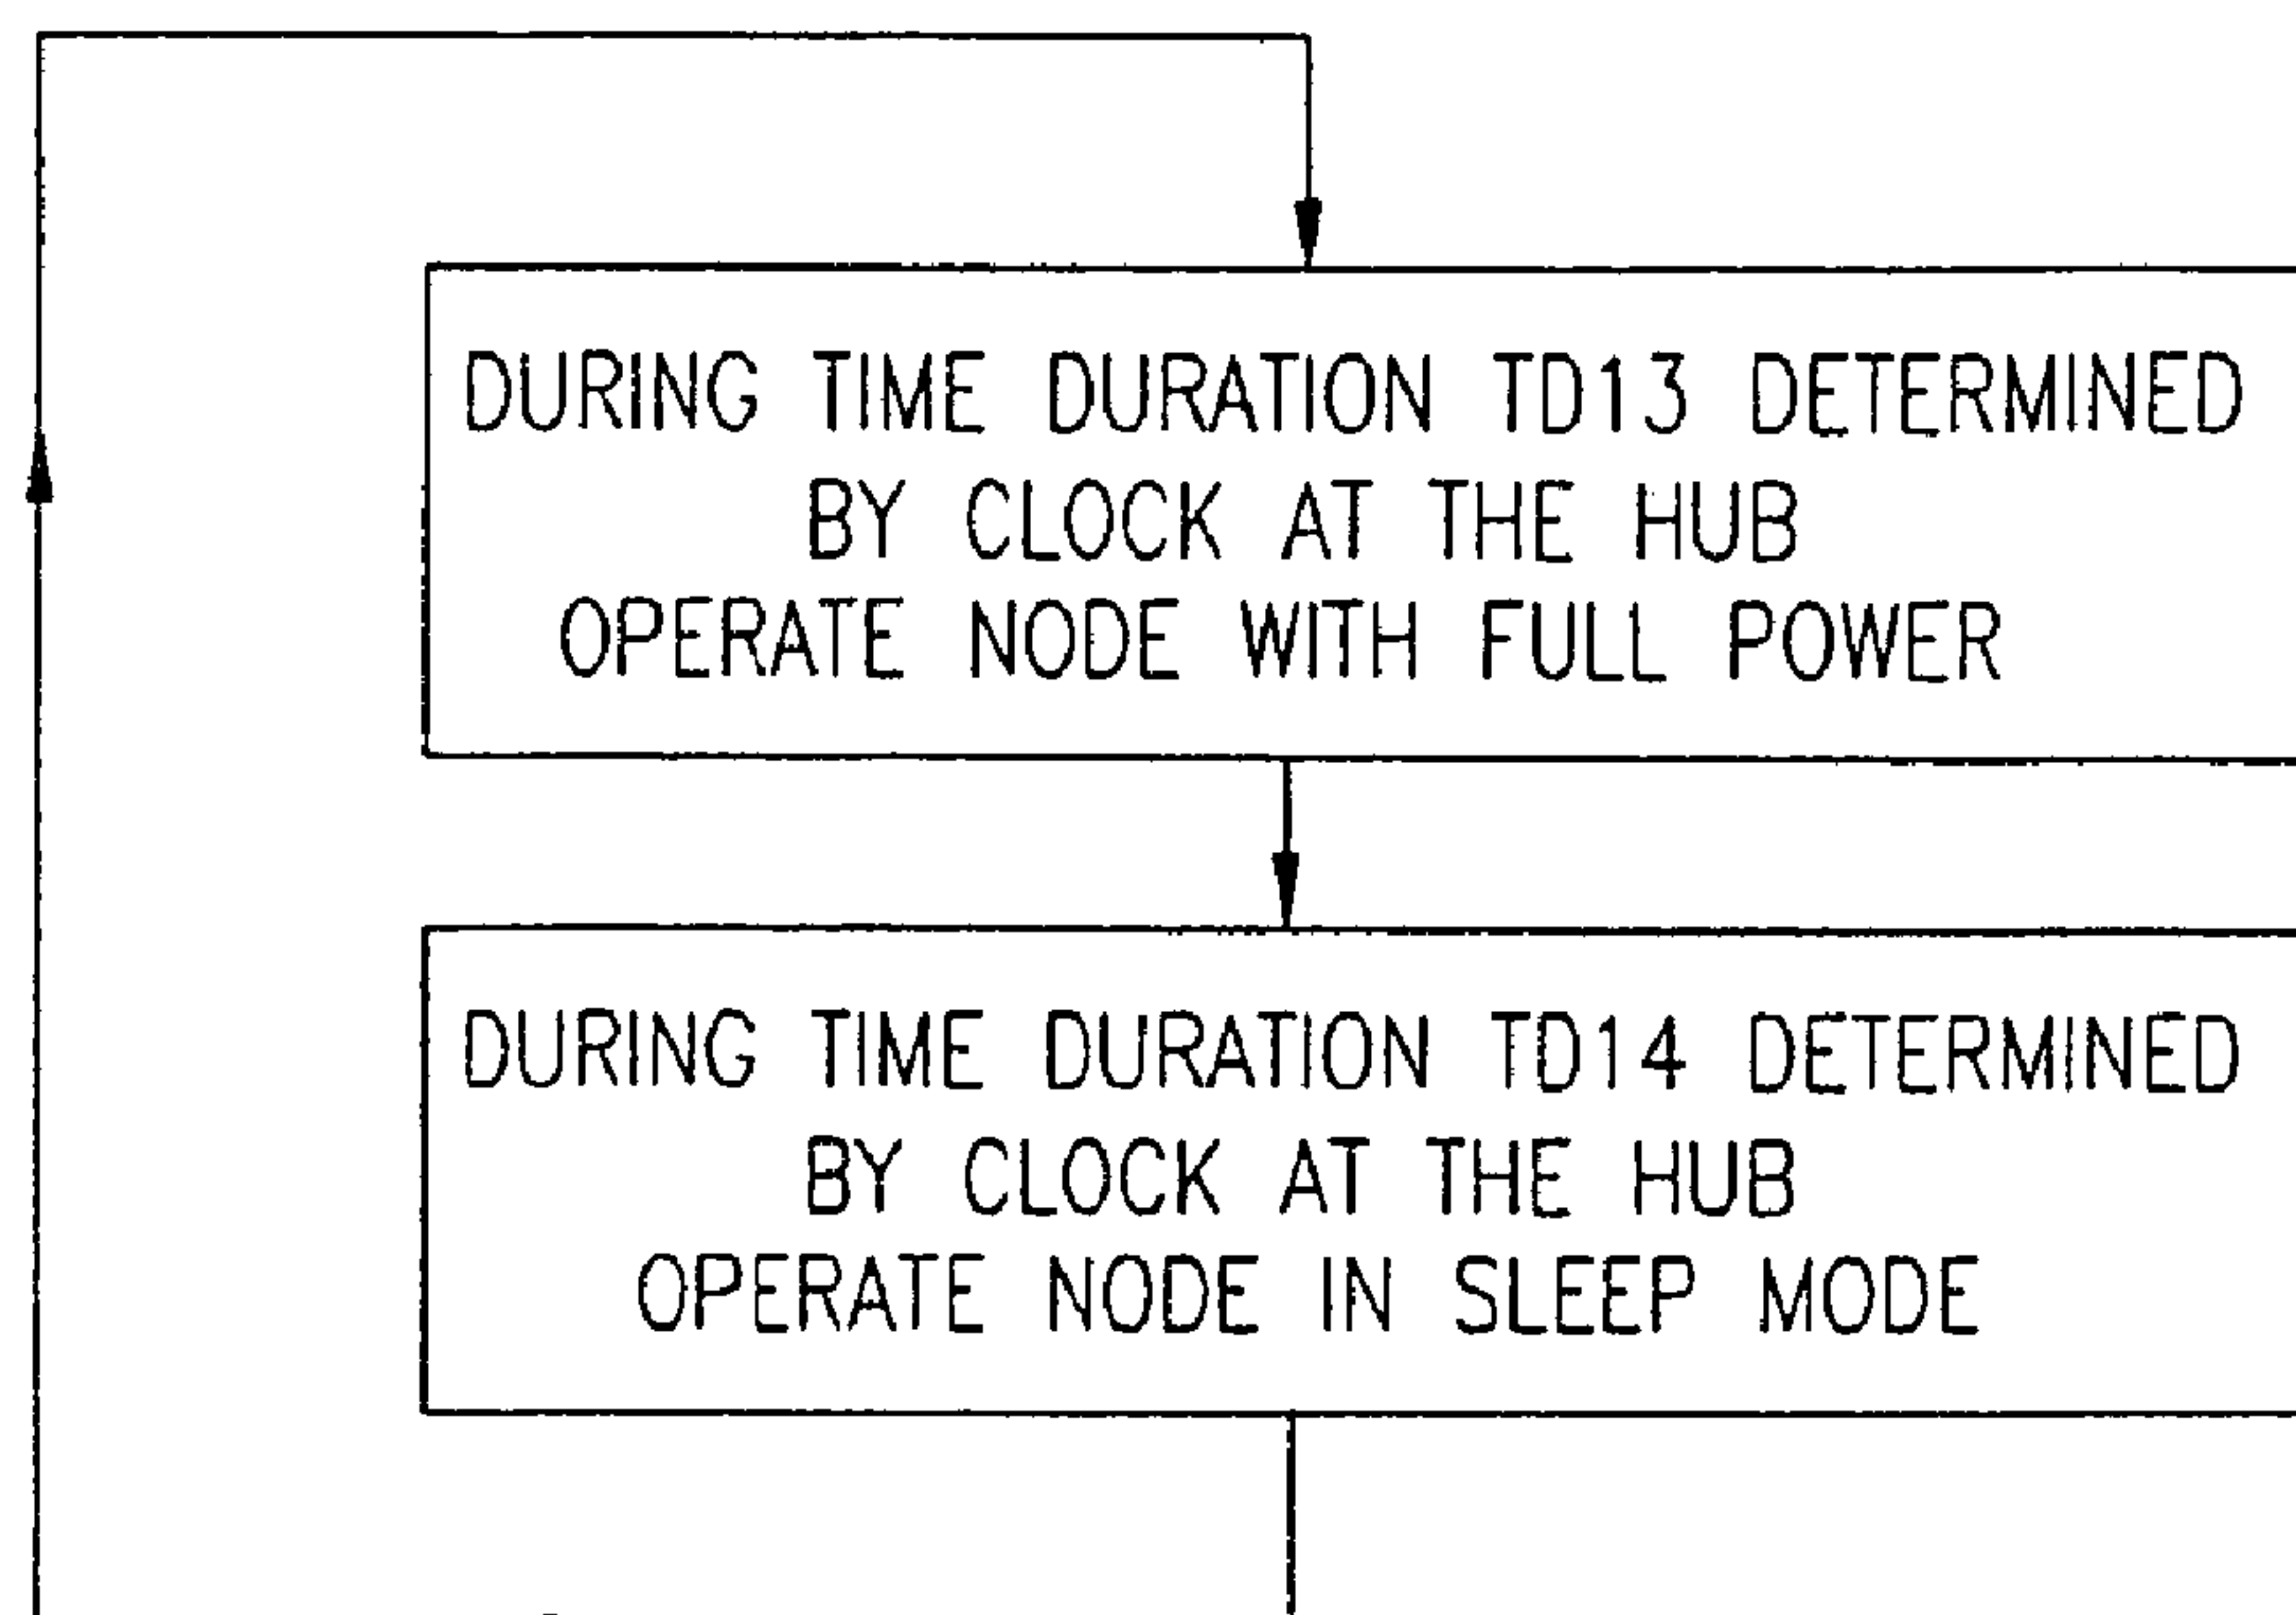 DURING TIME DURATION TD13 DETERMINED
BY CLOCK AT THE HUB
OPERATE NODE WITH FULL POWER
DURING TIME DURATION TD14 DETERMINED
BY CLOCK AT THE HUB
OPERATE NODE IN SLEEP MODE